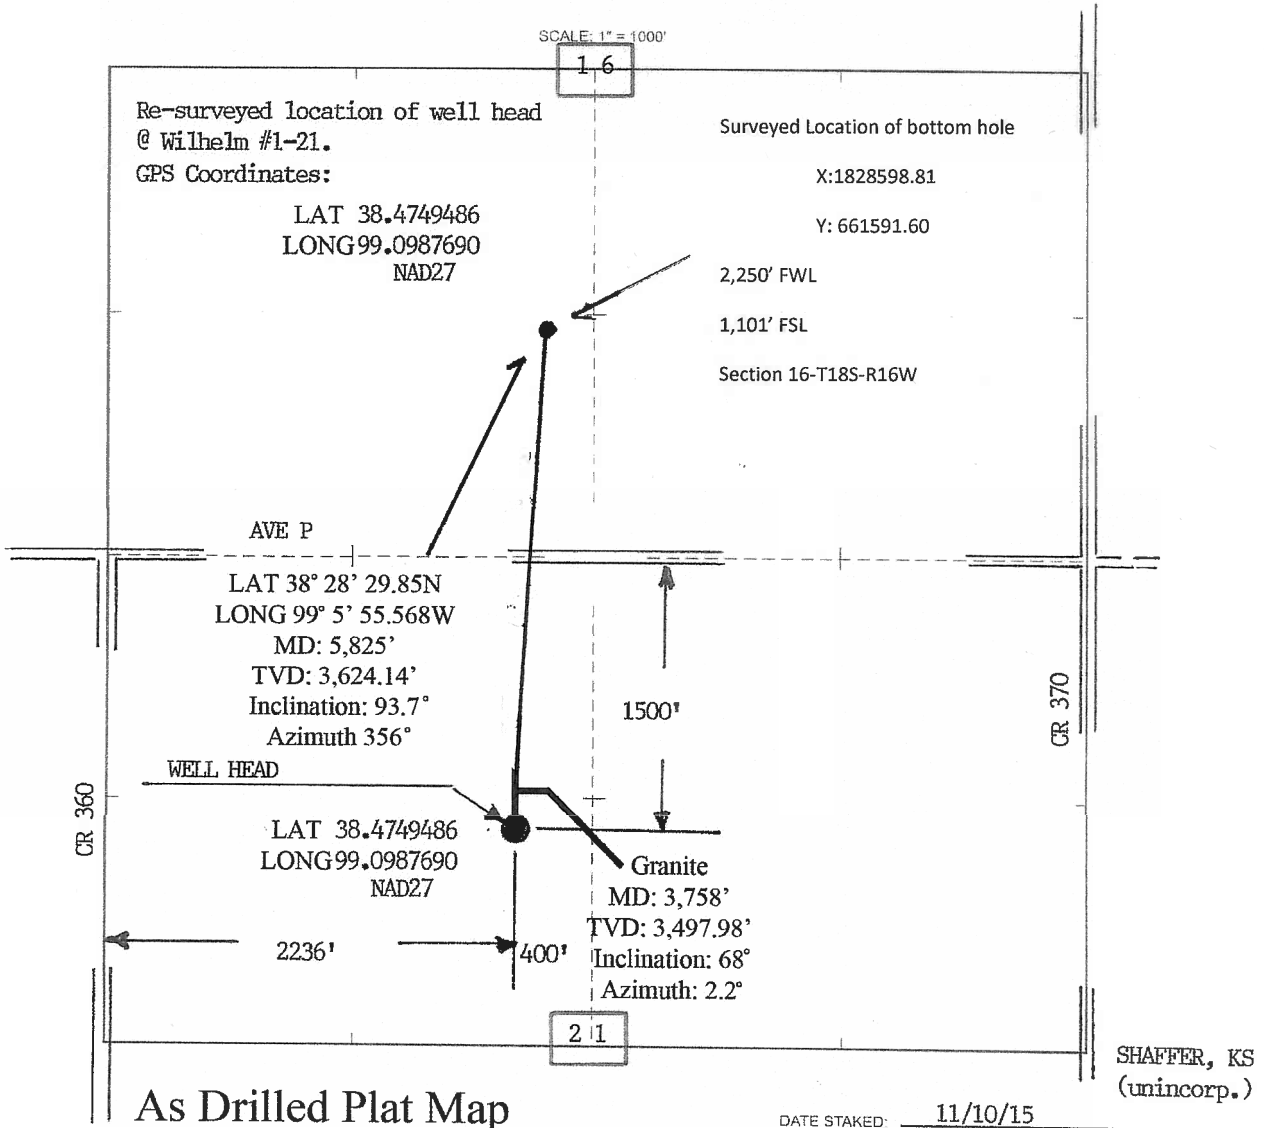 SCALE: 1" = 1000'
16
Re-surveyed location of well head
@ Wilhelm #1-21.
GPS Coordinates:
LAT 38.4749486
LONG 99.0987690
NAD27
Surveyed Location of bottom hole
X:1828598.81
Y: 661591.60
2,250' FWL
1,101' FSL
Section 16-T18S-R16W
AVE P
LAT 38° 28' 29.85N
LONG 99° 5' 55.568W
MD: 5,825'
TVD: 3,624.14'
Inclination: 93.7°
Azimuth 356°
1500'
CR 370
WELL HEAD
CR 360
LAT 38.4749486
LONG 99.0987690
NAD27
Granite
MD: 3,758'
TVD: 3,497.98'
Inclination: 68°
Azimuth: 2.2°
2236'
400'
21
SHAFFER, KS
(unincorp.)
As Drilled Plat Map
DATE STAKED: 11/10/15